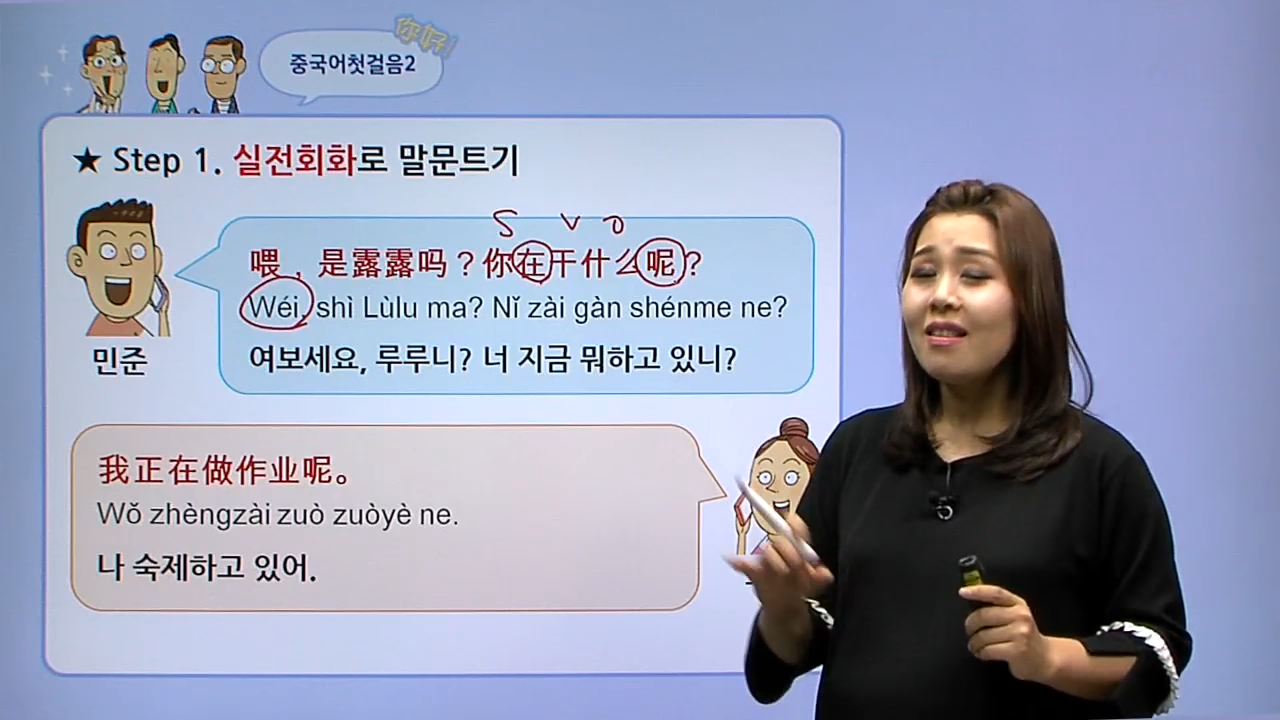 你好!
중국어첫걸음2
★ Step 1. 실전회화로 말문트기
S V O
喂，是露露吗？你在干什么呢？
Wéi, shì Lùlu ma? Nǐ zài gàn shénme ne?
여보세요, 루루니? 너 지금 뭐하고 있니?
민준
我正在做作业呢。
Wǒ zhèngzài zuò zuòyè ne.
나 숙제하고 있어.